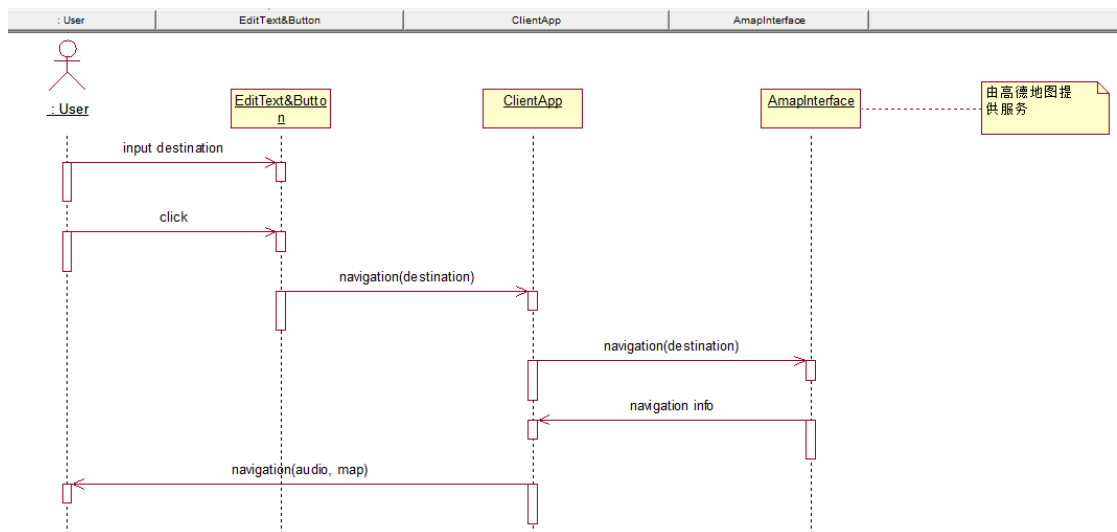 : User
EditText&Button
ClientApp
AmapInterface
: User
EditText&Butto
n
ClientApp
AmapInterface
由高德地图提
供服务
input destination
click
navigation(destination)
navigation(destination)
navigation info
navigation(audio, map)